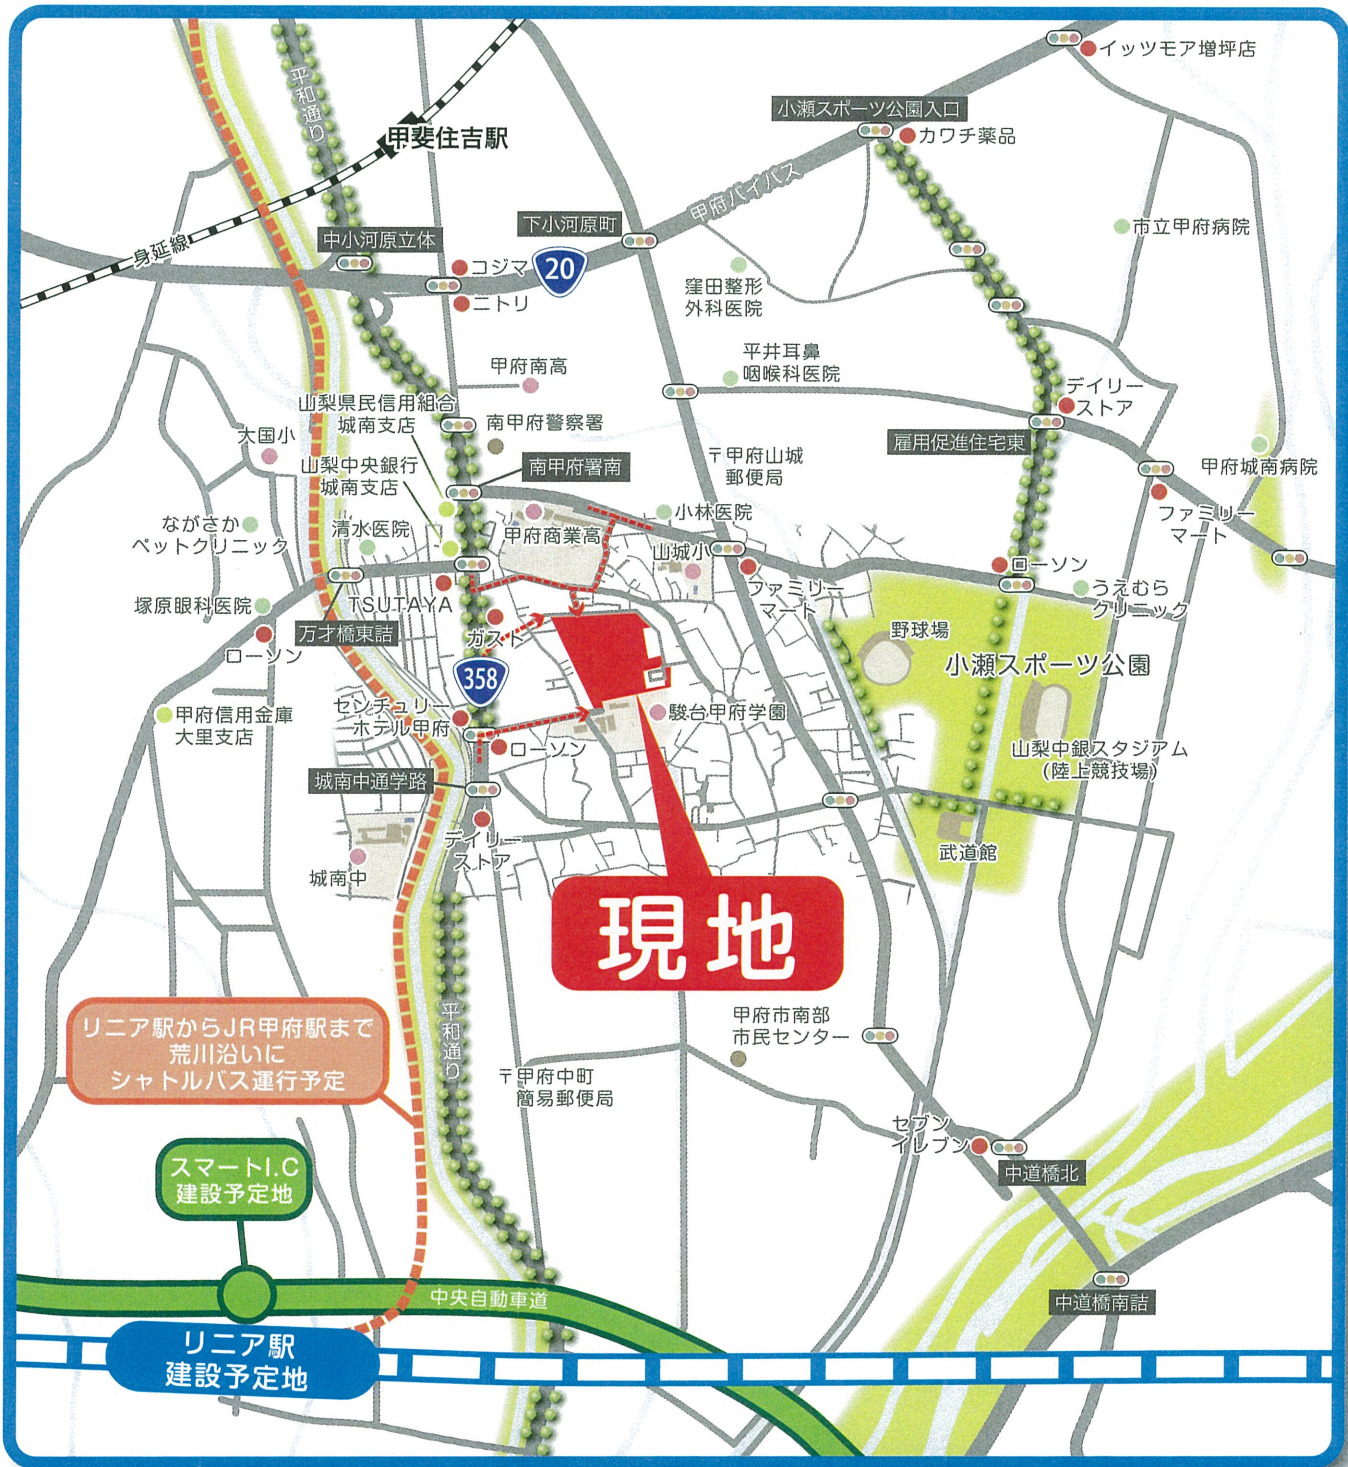 平和通り
イッツモア増坪店
小瀬スポーツ公園入口
カワチ薬品
甲斐住吉駅
甲府バイパス
下小河原町
市立甲府病院
中小河原立体
身延線
コジマ
20
ニトリ
窪田整形
外科医院
平井耳鼻
咽喉科医院
甲府南高
デイリー
ストア
山梨県民信用組合
城南支店
南甲府警察署
雇用促進住宅東
大国小
山梨中央銀行
城南支店
南甲府署南
〒甲府山城
郵便局
甲府城南病院
ながさか
ペットクリニック
清水医院
甲府商業高
小林医院
ファミリー
マート
山城小
ローソン
TSUTAYA
ファミリー
マート
うえむら
クリニック
塚原眼科医院
万才橋東詰
ガスト
野球場
ローソン
小瀬スポーツ公園
358
センチュリー
ホテル甲府
駿台甲府学園
甲府信用金庫
大里支店
ローソン
山梨中銀スタジアム
(陸上競技場)
城南中通学路
デイリー
ストア
武道館
城南中
現地
リニア駅からJR甲府駅まで
荒川沿いに
シャトルバス運行予定
平和通り
甲府市南部
市民センター
〒甲府中町
簡易郵便局
セブン
イレブン
中道橋北
スマートI.C
建設予定地
中央自動車道
中道橋南詰
リニア駅
建設予定地